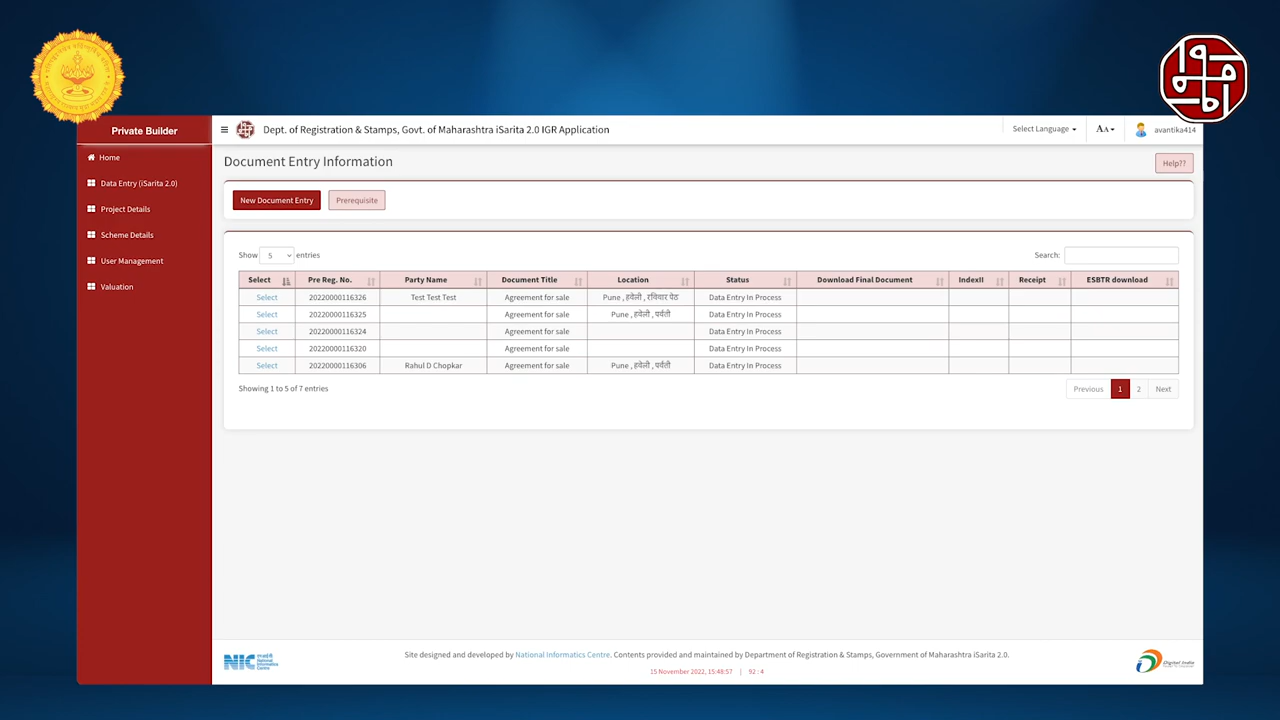 Private Builder
Dept. of Registration & Stamps, Govt. of Maharashtra iSarita 2.0 IGR Application
Select Language
AA
avantika414
Home
Data Entry (iSarita 2.0)
Project Details
Scheme Details
User Management
Valuation
Document Entry Information
Help??
New Document Entry Prerequisite
Show 5 entries
Search:
Select Pre Reg. No. Party Name Document Title Location Status Download Final Document IndexII Receipt ESBTR download
Select 20220000116326 Test Test Test Agreement for sale Pune , हवेली , रविवार पेठ Data Entry In Process
Select 20220000116325 Agreement for sale Pune , हवेली , पर्वती Data Entry In Process
Select 20220000116324 Agreement for sale Data Entry In Process
Select 20220000116320 Agreement for sale Data Entry In Process
Select 20220000116306 Rahul D Chopkar Agreement for sale Pune , हवेली , पर्वती Data Entry In Process
Showing 1 to 5 of 7 entries
Previous 1 2 Next
NIC
National
Informatics
Centre
Site designed and developed by National Informatics Centre. Contents provided and maintained by Department of Registration & Stamps, Government of Maharashtra iSarita 2.0.
15 November 2022, 15:48:57 | 92 : 4
Digital India